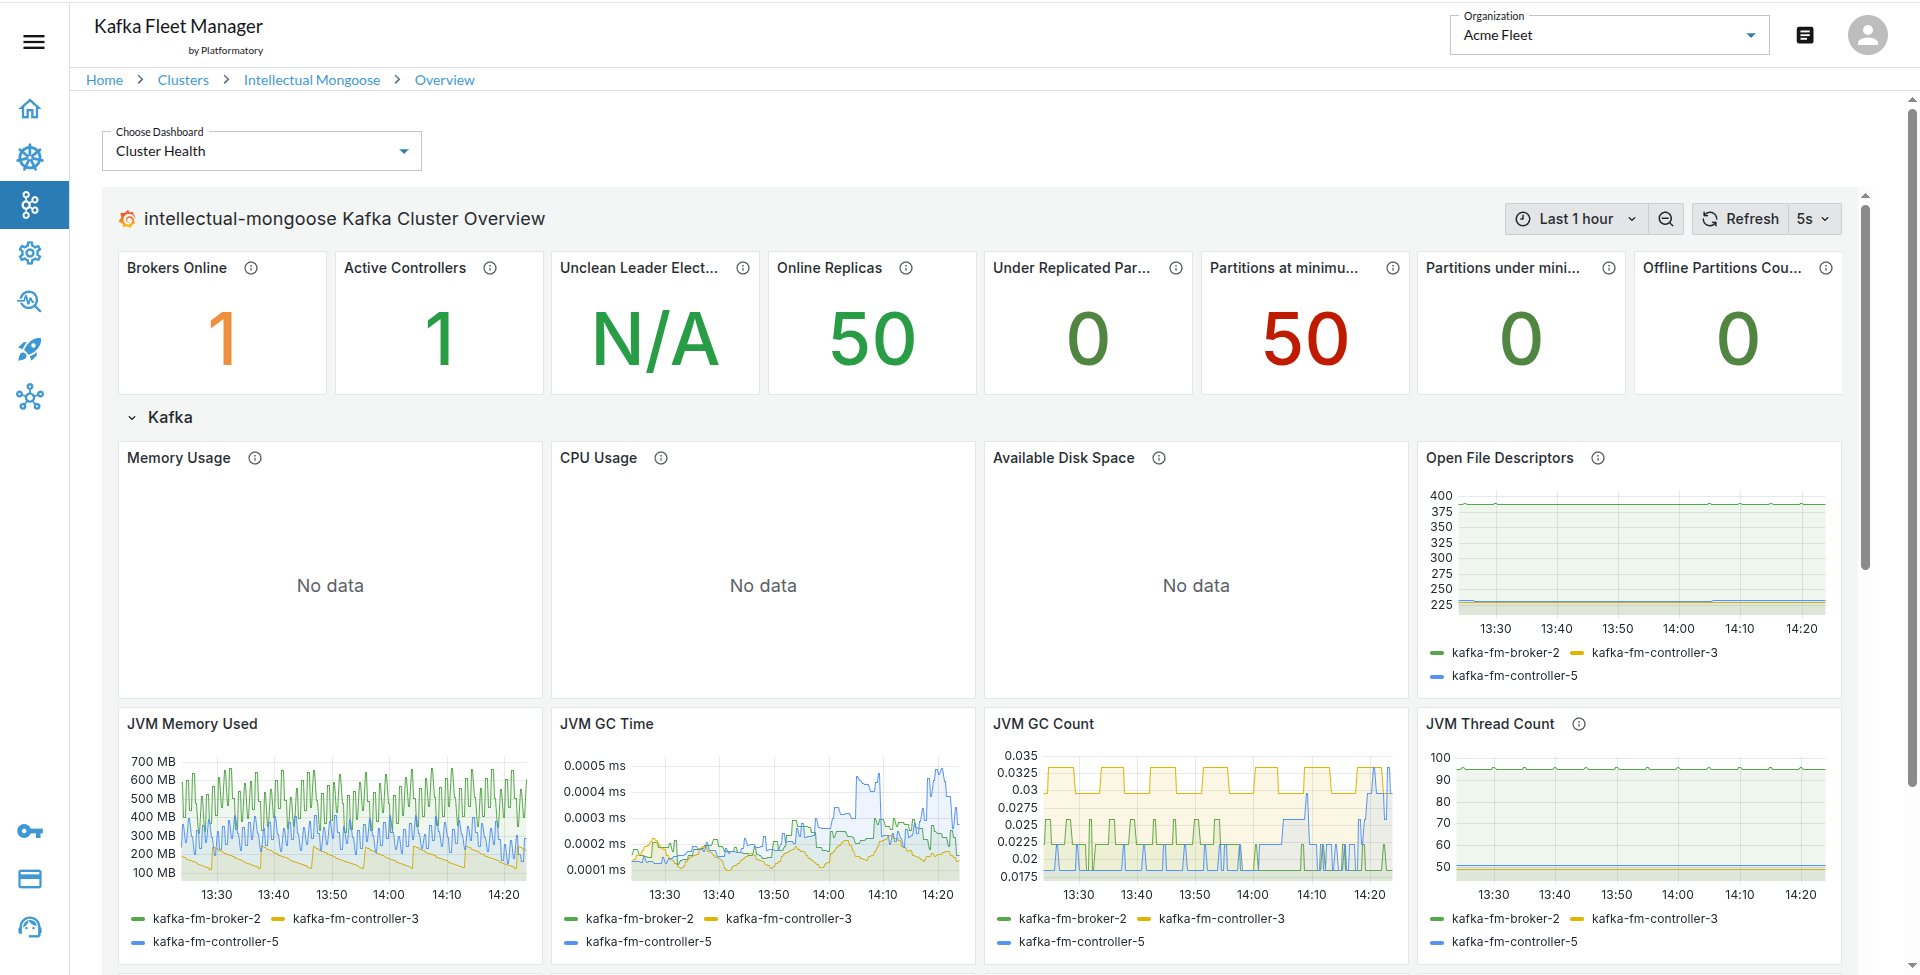 Kafka Fleet Manager
by Platformatory
Organization
Acme Fleet
Home > Clusters > Intellectual Mongoose > Overview
Choose Dashboard
Cluster Health
intellectual-mongoose Kafka Cluster Overview
Last 1 hour
Refresh
5s
Brokers Online
1
Active Controllers
1
Unclean Leader Elect...
N/A
Online Replicas
50
Under Replicated Par...
0
Partitions at minimu...
50
Partitions under mini...
0
Offline Partitions Cou...
0
Kafka
Memory Usage
No data
CPU Usage
No data
Available Disk Space
No data
Open File Descriptors
400
375
350
325
300
275
250
225
13:30 13:40 13:50 14:00 14:10 14:20
kafka-fm-broker-2 kafka-fm-controller-3
kafka-fm-controller-5
JVM Memory Used
700 MB
600 MB
500 MB
400 MB
300 MB
200 MB
100 MB
13:30 13:40 13:50 14:00 14:10 14:20
kafka-fm-broker-2 kafka-fm-controller-3
kafka-fm-controller-5
JVM GC Time
0.0005 ms
0.0004 ms
0.0003 ms
0.0002 ms
0.0001 ms
13:30 13:40 13:50 14:00 14:10 14:20
kafka-fm-broker-2 kafka-fm-controller-3
kafka-fm-controller-5
JVM GC Count
0.035
0.0325
0.03
0.0275
0.025
0.0225
0.02
0.0175
13:30 13:40 13:50 14:00 14:10 14:20
kafka-fm-broker-2 kafka-fm-controller-3
kafka-fm-controller-5
JVM Thread Count
100
90
80
70
60
50
13:30 13:40 13:50 14:00 14:10 14:20
kafka-fm-broker-2 kafka-fm-controller-3
kafka-fm-controller-5